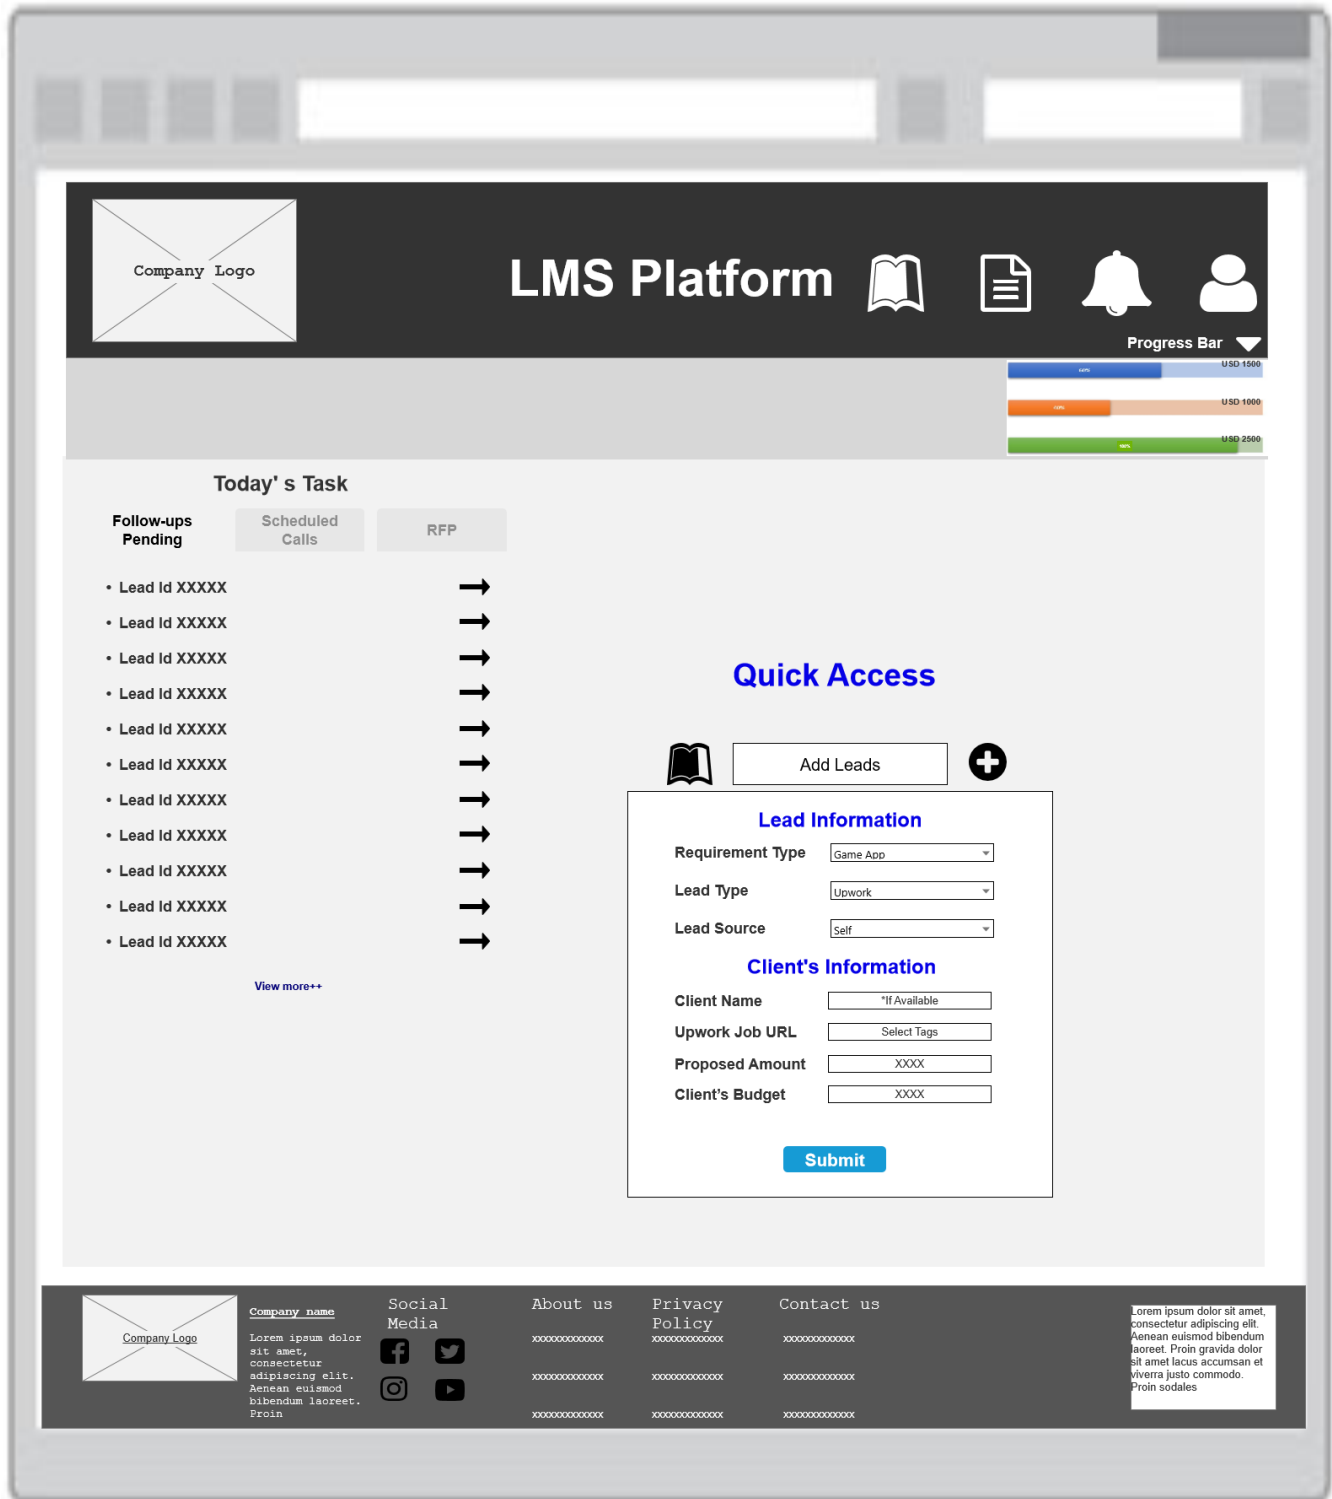 Company Logo
LMS Platform
Progress Bar
USD 1500
USD 1000
USD 2500
Today' s Task
Follow-ups
Pending
Scheduled
Calls
RFP
• Lead Id XXXXX
• Lead Id XXXXX
• Lead Id XXXXX
• Lead Id XXXXX
• Lead Id XXXXX
• Lead Id XXXXX
• Lead Id XXXXX
• Lead Id XXXXX
• Lead Id XXXXX
• Lead Id XXXXX
• Lead Id XXXXX
View more++
Quick Access
Add Leads
Lead Information
Requirement Type
Game App
Lead Type
Upwork
Lead Source
Self
Client's Information
Client Name
*If Available
Upwork Job URL
Select Tags
Proposed Amount
XXXX
Client’s Budget
XXXX
Submit
Company Logo
Company name
Lorem ipsum dolor
sit amet,
consectetur
adipiscing elit.
Aenean euismod
bibendum laoreet.
Proin
Social
Media
About us
xxxxxxxxxxxxx
xxxxxxxxxxxxx
xxxxxxxxxxxxx
Privacy
Policy
xxxxxxxxxxxxx
xxxxxxxxxxxxx
xxxxxxxxxxxxx
Contact us
xxxxxxxxxxxxx
xxxxxxxxxxxxx
xxxxxxxxxxxxx
Lorem ipsum dolor sit amet,
consectetur adipiscing elit.
Aenean euismod bibendum
laoreet. Proin gravida dolor
sit amet lacus accumsan et
viverra justo commodo.
Proin sodales